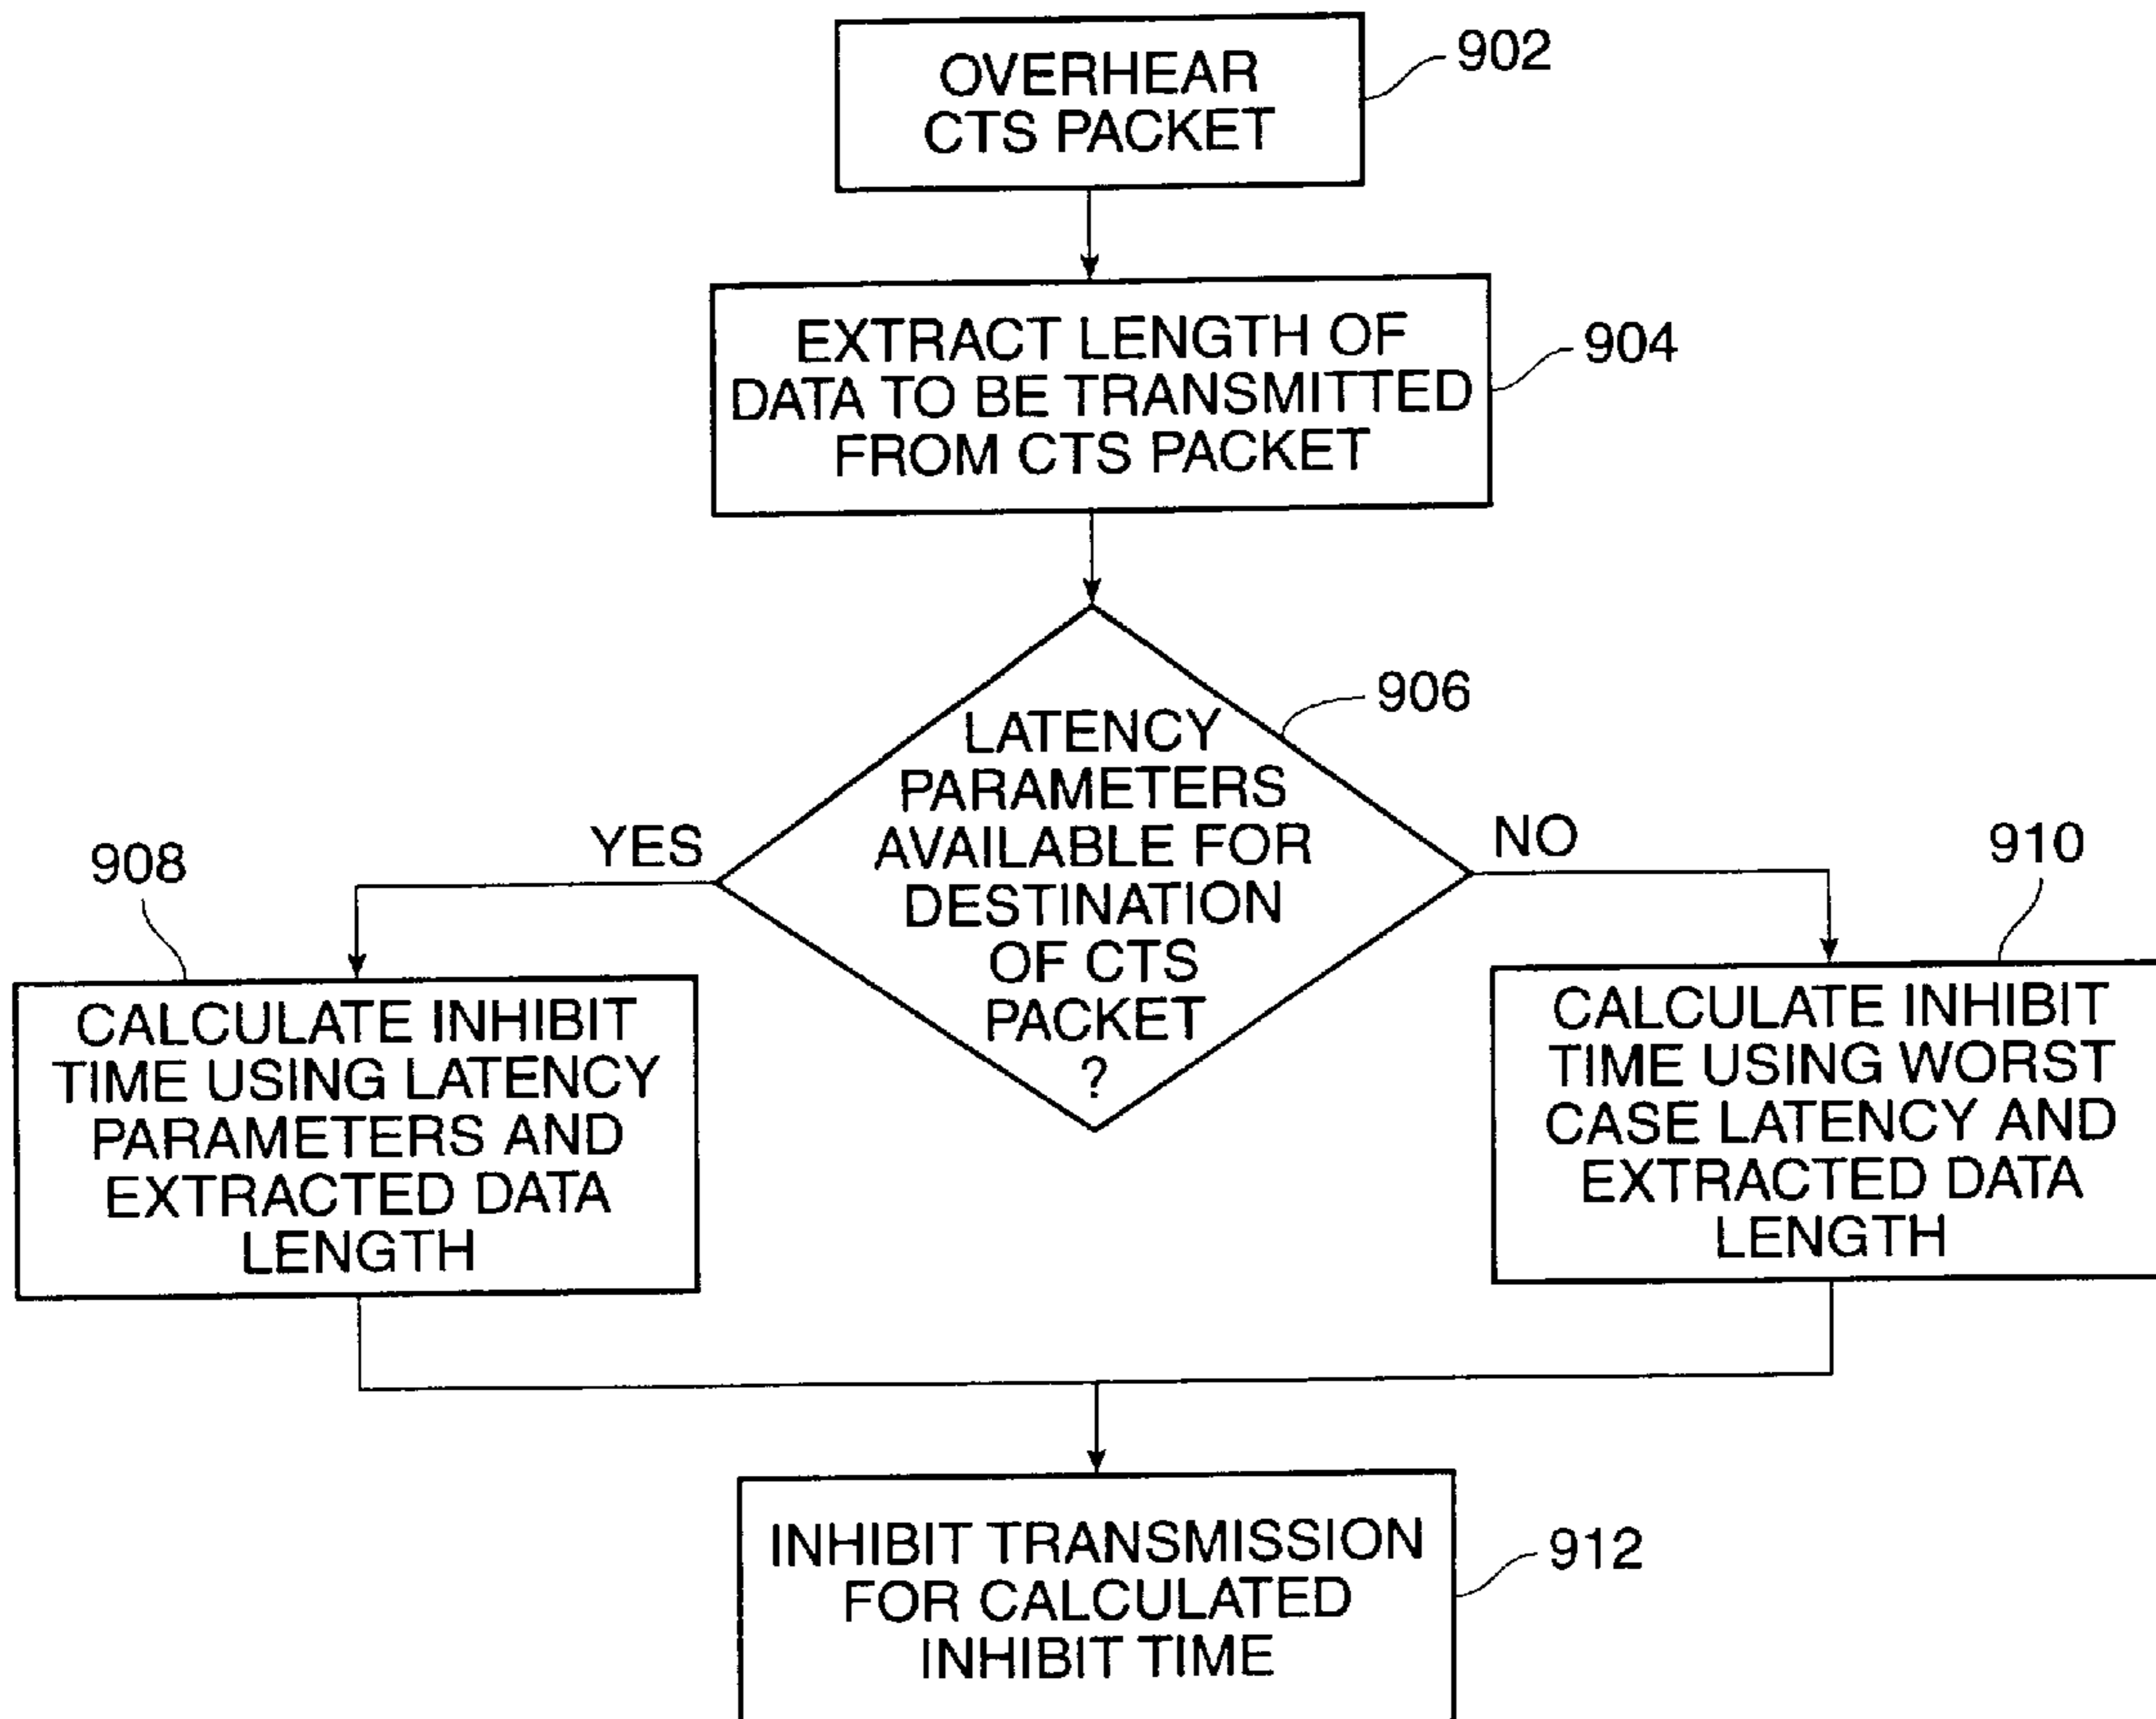 OVERHEAR
CTS PACKET
902
EXTRACT LENGTH OF
DATA TO BE TRANSMITTED
FROM CTS PACKET
904
LATENCY
PARAMETERS
AVAILABLE FOR
DESTINATION
OF CTS
PACKET
?
906
YES
NO
908
CALCULATE INHIBIT
TIME USING LATENCY
PARAMETERS AND
EXTRACTED DATA
LENGTH
910
CALCULATE INHIBIT
TIME USING WORST
CASE LATENCY AND
EXTRACTED DATA
LENGTH
INHIBIT TRANSMISSION
FOR CALCULATED
INHIBIT TIME
912